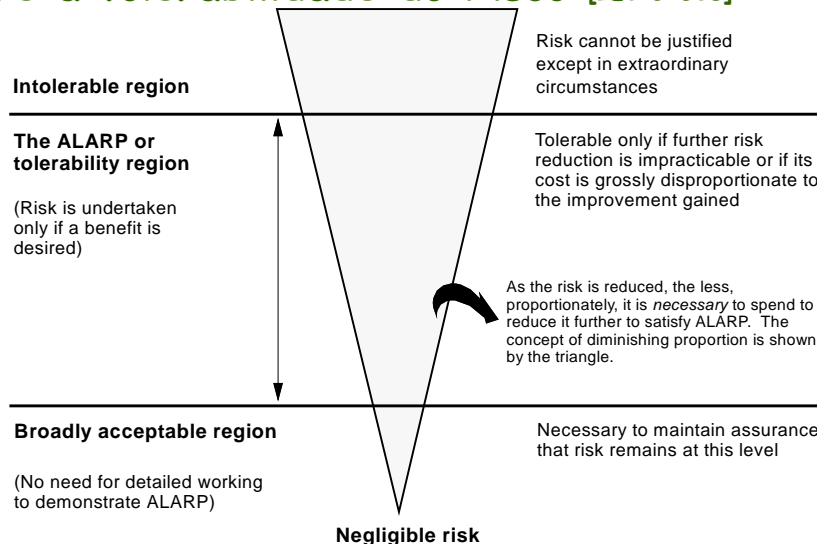 Risk cannot be justified
except in extraordinary
circumstances
Intolerable region
The ALARP or
tolerability region
(Risk is undertaken
only if a benefit is
desired)
Tolerable only if further risk
reduction is impracticable or if its
cost is grossly disproportionate to
the improvement gained
As the risk is reduced, the less,
proportionately, it is necessary to spend to
reduce it further to satisfy ALARP. The
concept of diminishing proportion is shown
by the triangle.
Broadly acceptable region
(No need for detailed working
to demonstrate ALARP)
Necessary to maintain assurance
that risk remains at this level
Negligible risk